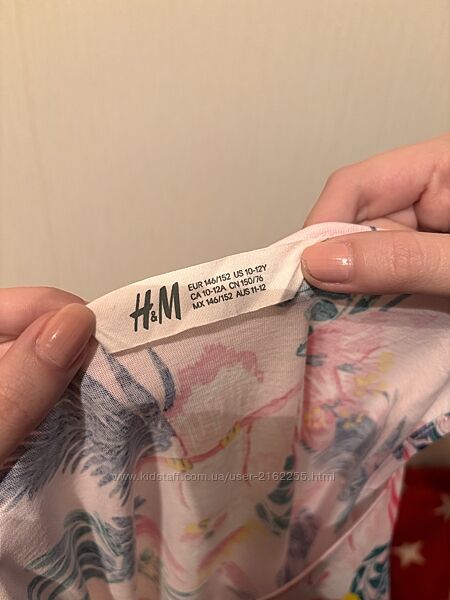 H&M
EUR 146/152 US 10-12Y
CA 10-12A CN 150/76
MX 146/152 AUS 11-12
www.kidstaff.com.ua/user-2162255.html